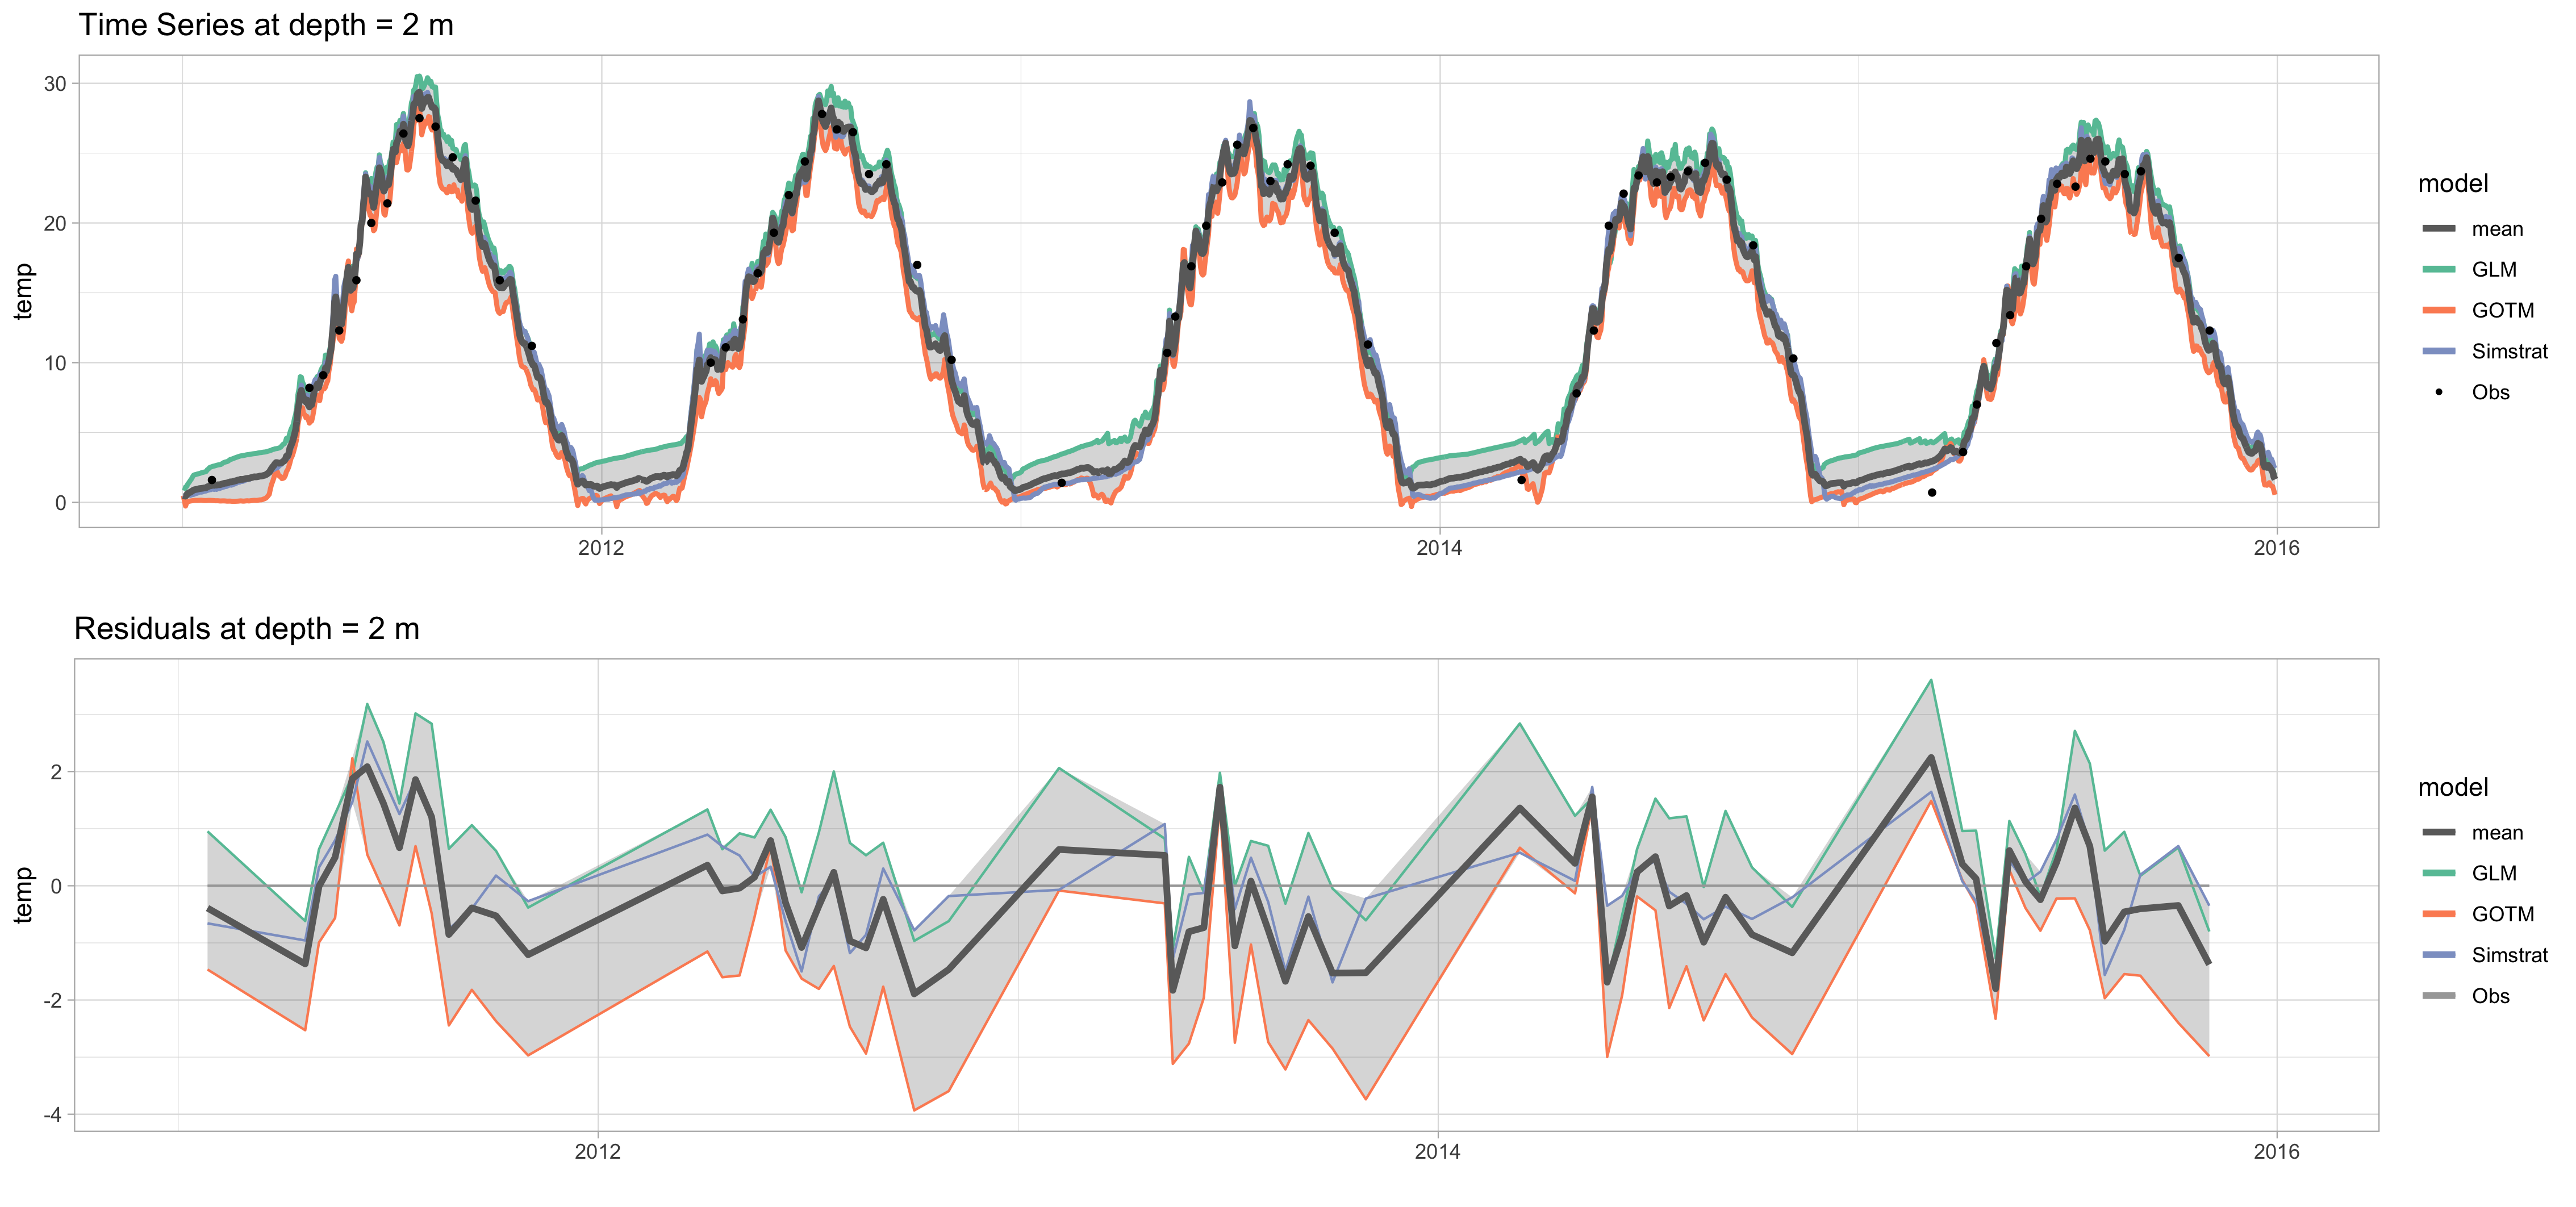 Time Series at depth = 2 m
30
20
10
0
temp
2012
2014
2016
model
mean
GLM
GOTM
Simstrat
Obs
Residuals at depth = 2 m
2
0
-2
-4
temp
2012
2014
2016
model
mean
GLM
GOTM
Simstrat
Obs